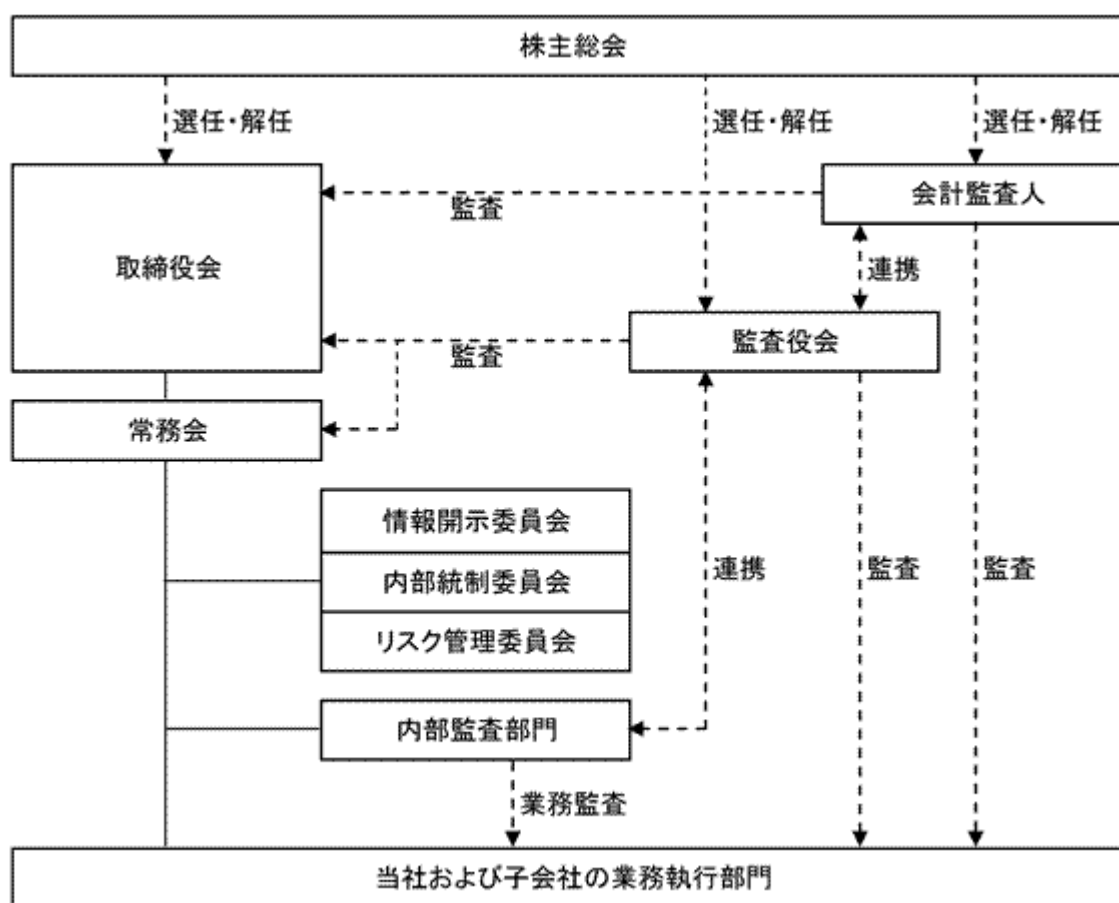 株主総会
選任・解任
選任・解任
選任・解任
会計監査人
監査
取締役会
連携
監査役会
監査
常務会
情報開示委員会
内部統制委員会
連携
監査
監査
リスク管理委員会
内部監査部門
業務監査
当社および子会社の業務執行部門